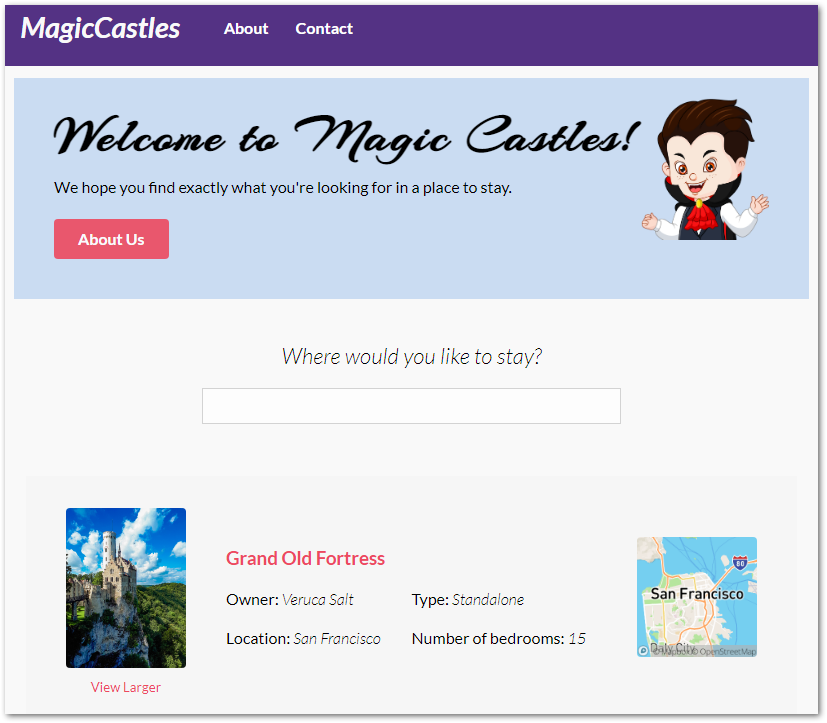 MagicCastles
About Contact
Welcome to Magic Castles!
We hope you find exactly what you're looking for in a place to stay.
About Us
Where would you like to stay?
Grand Old Fortress
Owner: Veruca Salt Type: Standalone
Location: San Francisco Number of bedrooms: 15
View Larger
80
San Francisco
Daly City
© Mapbox © OpenStreetMap